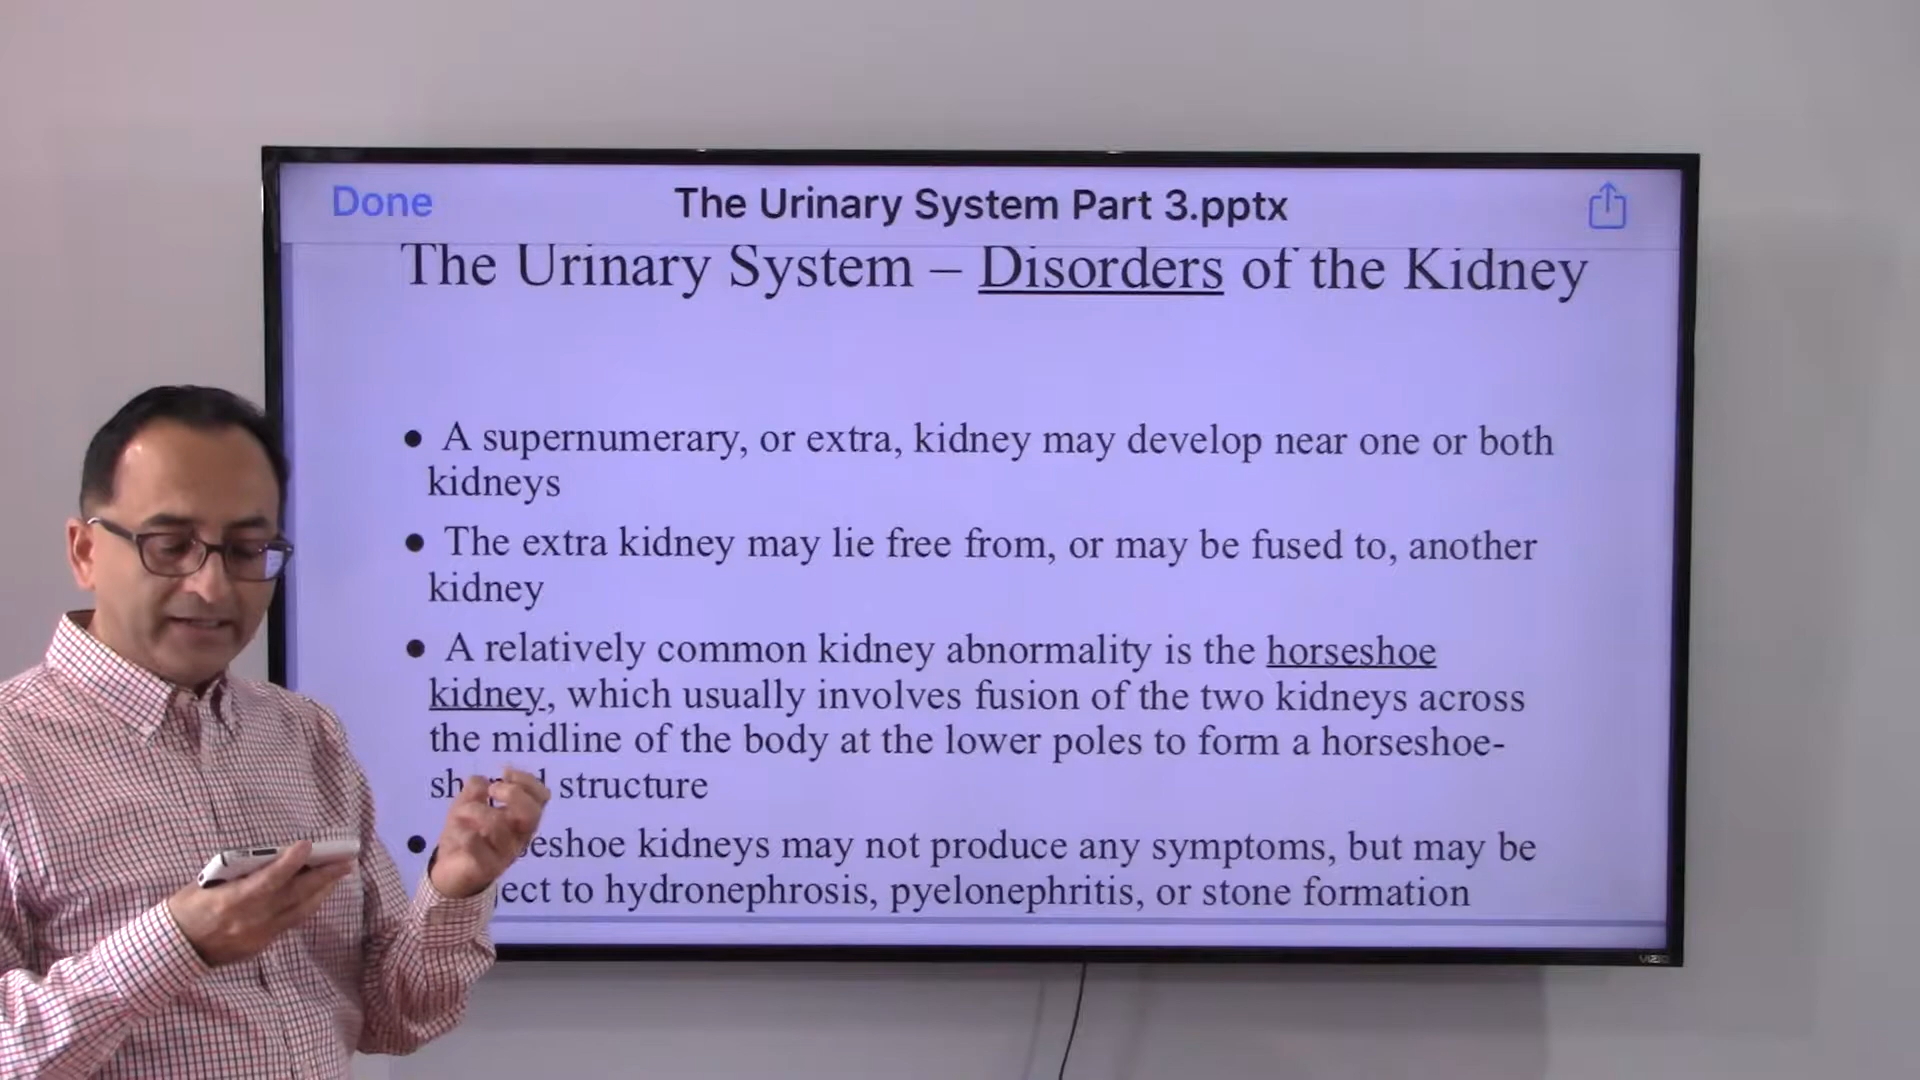 Done The Urinary System Part 3.pptx
The Urinary System – Disorders of the Kidney
● A supernumerary, or extra, kidney may develop near one or both
kidneys
● The extra kidney may lie free from, or may be fused to, another
kidney
● A relatively common kidney abnormality is the horseshoe
kidney, which usually involves fusion of the two kidneys across
the midline of the body at the lower poles to form a horseshoe-
structure
● kidneys may not produce any symptoms, but may be
to hydronephrosis, pyelonephritis, or stone formation
VIZIO